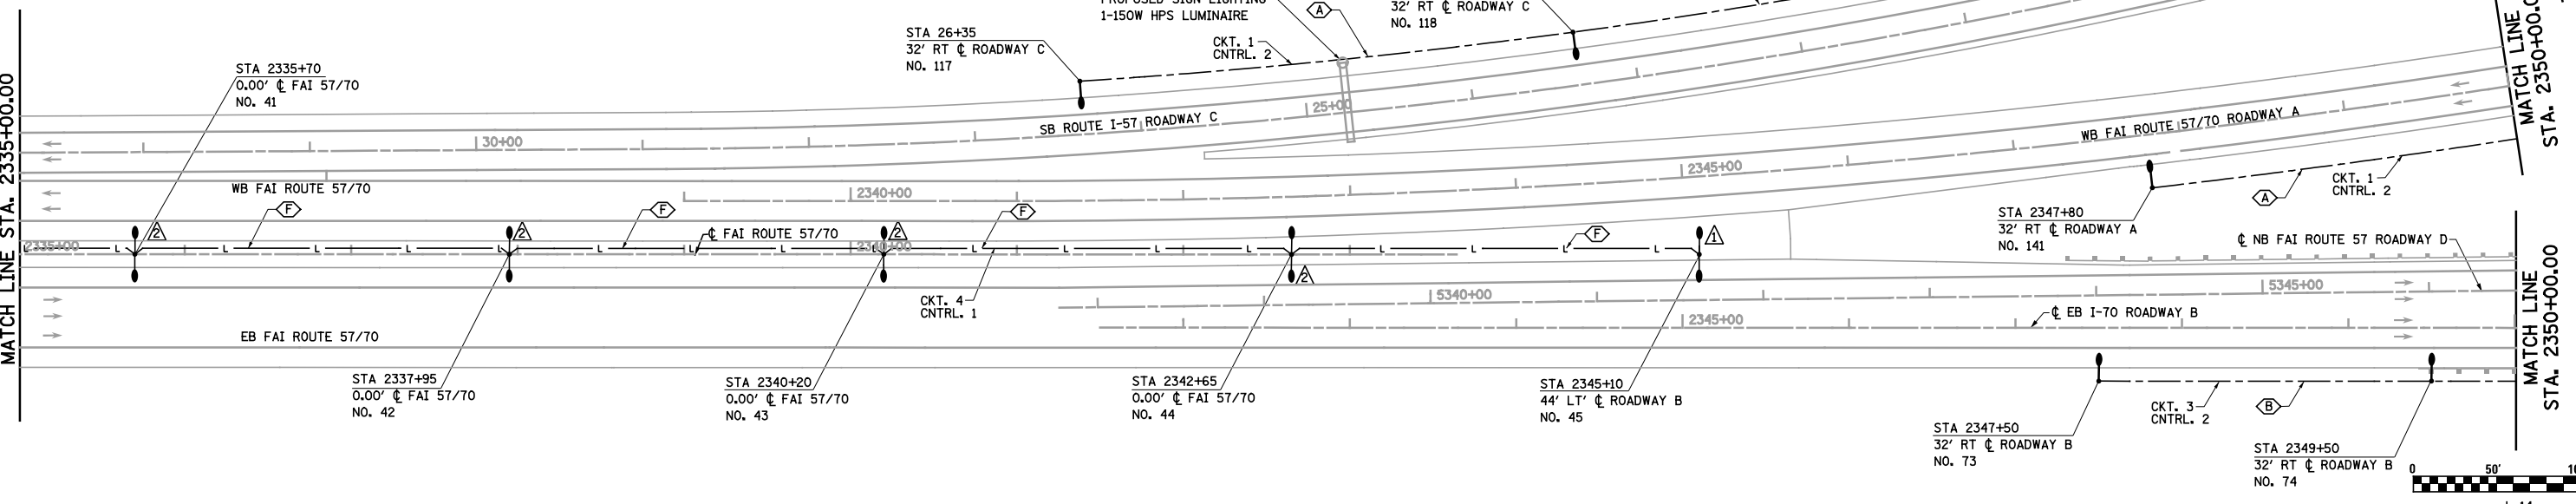 PROPOSED SIGN LIGHTING
1-150W HPS LUMINAIRE
A
32' RT ℄ ROADWAY C
NO. 118
STA 26+35
32' RT ℄ ROADWAY C
NO. 117
CKT. 1
CNTRL. 2
STA 2335+70
0.00' ℄ FAI 57/70
NO. 41
MATCH LINE STA. 2335+00.00
MATCH LINE
STA. 2350+00.00
25+00
SB ROUTE I-57 ROADWAY C
30+00
WB FAI ROUTE 57/70 ROADWAY A
2345+00
WB FAI ROUTE 57/70
2340+00
A
CKT. 1
CNTRL. 2
STA 2347+80
32' RT ℄ ROADWAY A
NO. 141
F
F
F
F
2
2
2
2
1
℄ FAI ROUTE 57/70
2335+00
2340+00
L L L L L L L L L L L L L L L L L L
℄ NB FAI ROUTE 57 ROADWAY D
5340+00
5345+00
CKT. 4
CNTRL. 1
2345+00
℄ EB I-70 ROADWAY B
EB FAI ROUTE 57/70
STA 2337+95
0.00' ℄ FAI 57/70
NO. 42
STA 2340+20
0.00' ℄ FAI 57/70
NO. 43
STA 2342+65
0.00' ℄ FAI 57/70
NO. 44
STA 2345+10
44' LT' ℄ ROADWAY B
NO. 45
CKT. 3
CNTRL. 2
B
STA 2347+50
32' RT ℄ ROADWAY B
NO. 73
STA 2349+50
32' RT ℄ ROADWAY B
NO. 74
MATCH LINE
STA. 2350+00.00
0 50'